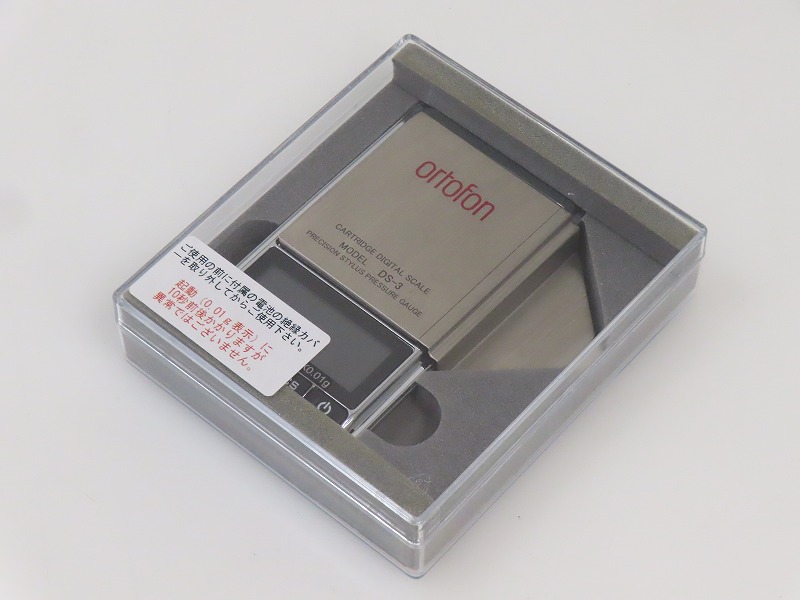 ortofon
CARTRIDGE DIGITAL SCALE
MODEL DS-3
PRECISION STYLUS PRESSURE GAUGE
ご使用の前に付属の電池の絶縁カバ
ーを取り外してからご使用下さい。
起動（0.01g表示）に
10秒前後かかりますが
異常ではございません。
0.01g